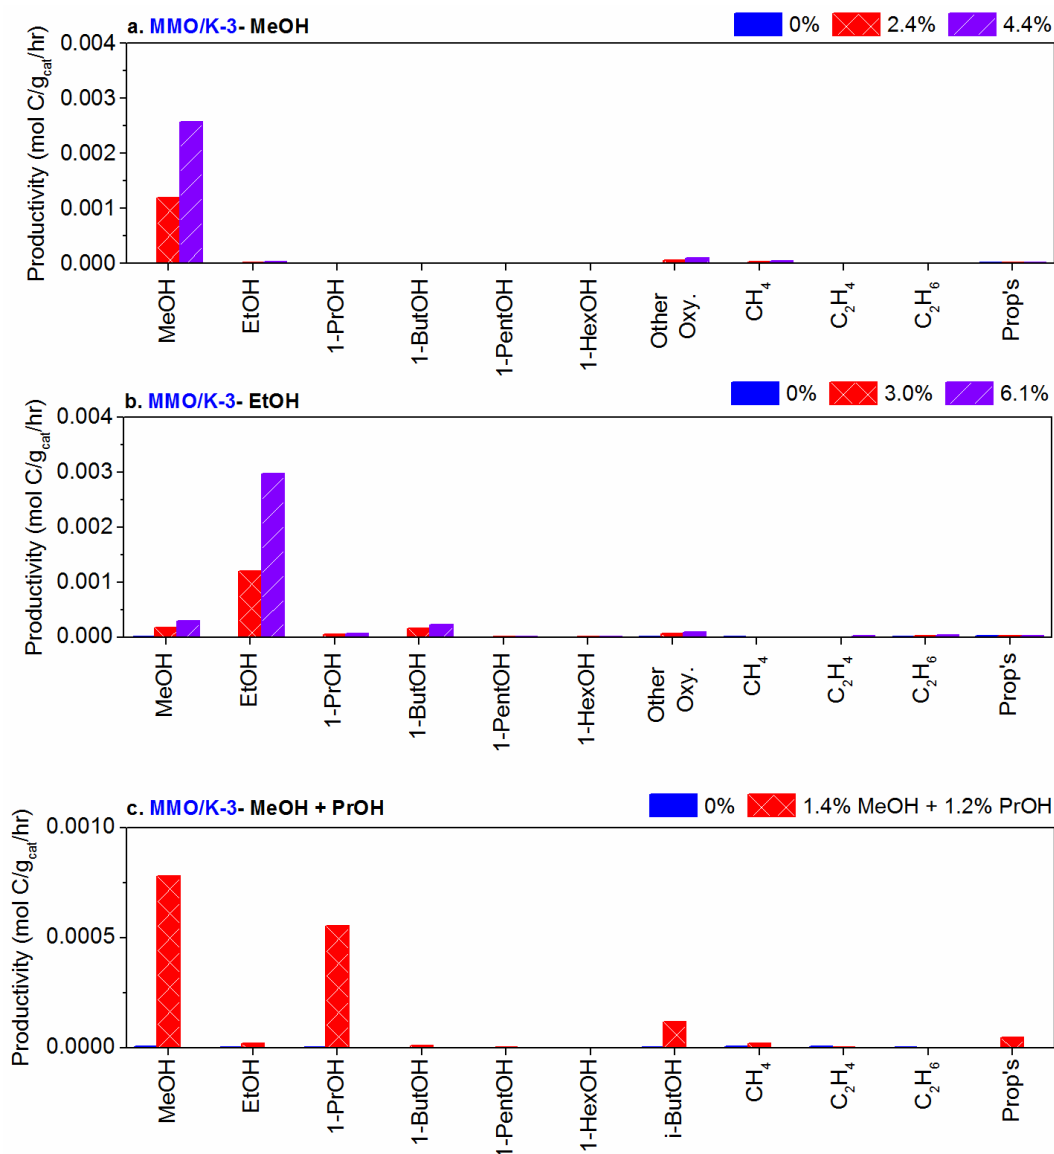 a. MMO/K-3- MeOH
0% 2.4% 4.4%
Productivity (mol C/g_cat/hr)
0.004
0.003
0.002
0.001
0.000
MeOH
EtOH
1-PrOH
1-ButOH
1-PentOH
1-HexOH
Other
Oxy.
CH₄
C₂H₄
C₂H₆
Prop's
b. MMO/K-3- EtOH
0% 3.0% 6.1%
Productivity (mol C/g_cat/hr)
0.004
0.003
0.002
0.001
0.000
MeOH
EtOH
1-PrOH
1-ButOH
1-PentOH
1-HexOH
Other
Oxy.
CH₄
C₂H₄
C₂H₆
Prop's
c. MMO/K-3- MeOH + PrOH
0% 1.4% MeOH + 1.2% PrOH
Productivity (mol C/g_cat/hr)
0.0010
0.0005
0.0000
MeOH
EtOH
1-PrOH
1-ButOH
1-PentOH
1-HexOH
i-ButOH
CH₄
C₂H₄
C₂H₆
Prop's